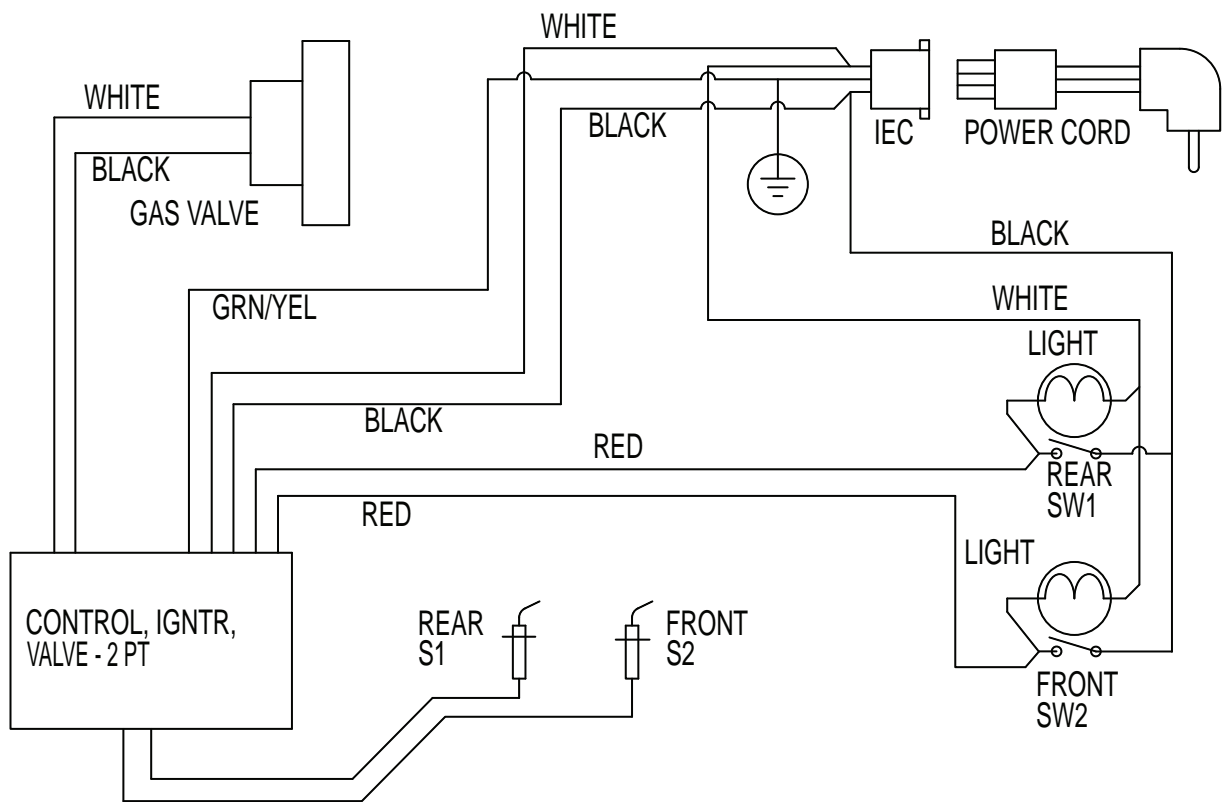 WHITE
WHITE
BLACK
GAS VALVE
BLACK
IEC
POWER CORD
BLACK
GRN/YEL
WHITE
LIGHT
BLACK
RED
REAR
SW1
RED
LIGHT
CONTROL, IGNTR,
VALVE - 2 PT
REAR
S1
FRONT
S2
FRONT
SW2